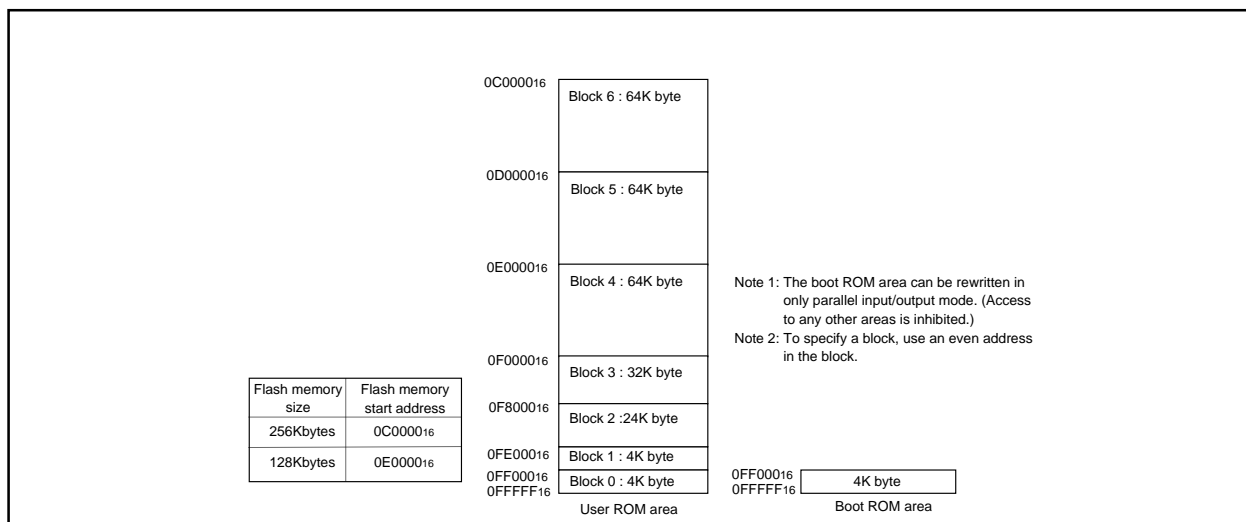 0C0000₁₆
Block 6 : 64K byte
0D0000₁₆
Block 5 : 64K byte
0E0000₁₆
Block 4 : 64K byte
Note 1: The boot ROM area can be rewritten in
only parallel input/output mode. (Access
to any other areas is inhibited.)
Note 2: To specify a block, use an even address
in the block.
0F0000₁₆
Block 3 : 32K byte
Flash memory size
Flash memory start address
256Kbytes 0C0000₁₆
128Kbytes 0E0000₁₆
0F8000₁₆
Block 2 :24K byte
0FE000₁₆
Block 1 : 4K byte
0FF000₁₆
Block 0 : 4K byte
0FFFFF₁₆
User ROM area
0FF000₁₆
4K byte
0FFFFF₁₆
Boot ROM area